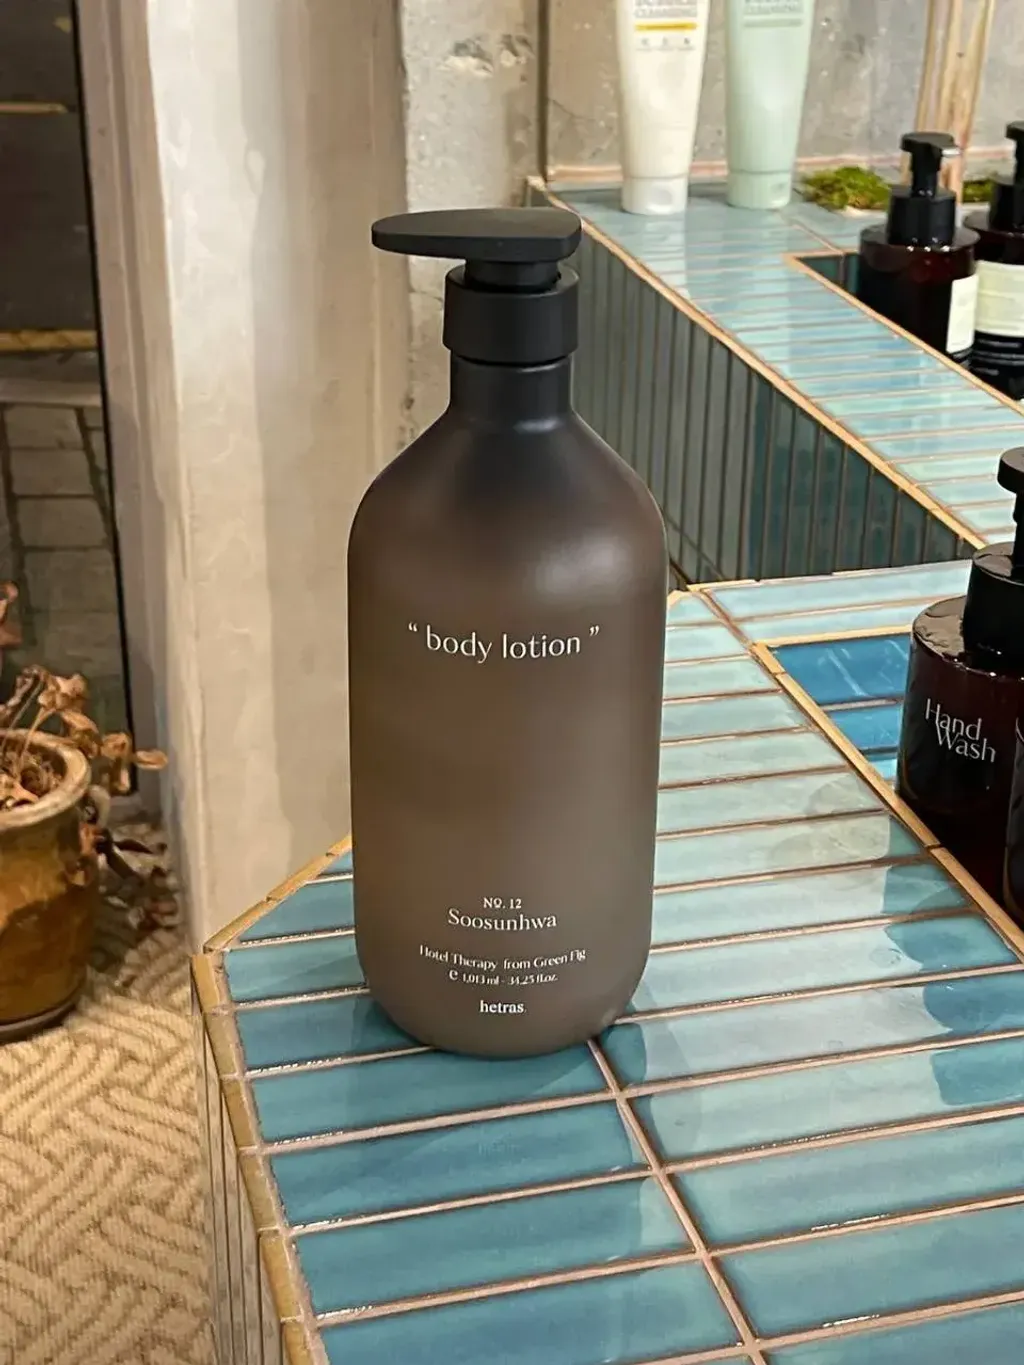 “ body lotion ”
Nọ. 12
Soosunhwa
Hotel Therapy from Green Fig
e 1,013 ml - 34.25 fl.oz.
hetras
Hand
Wash